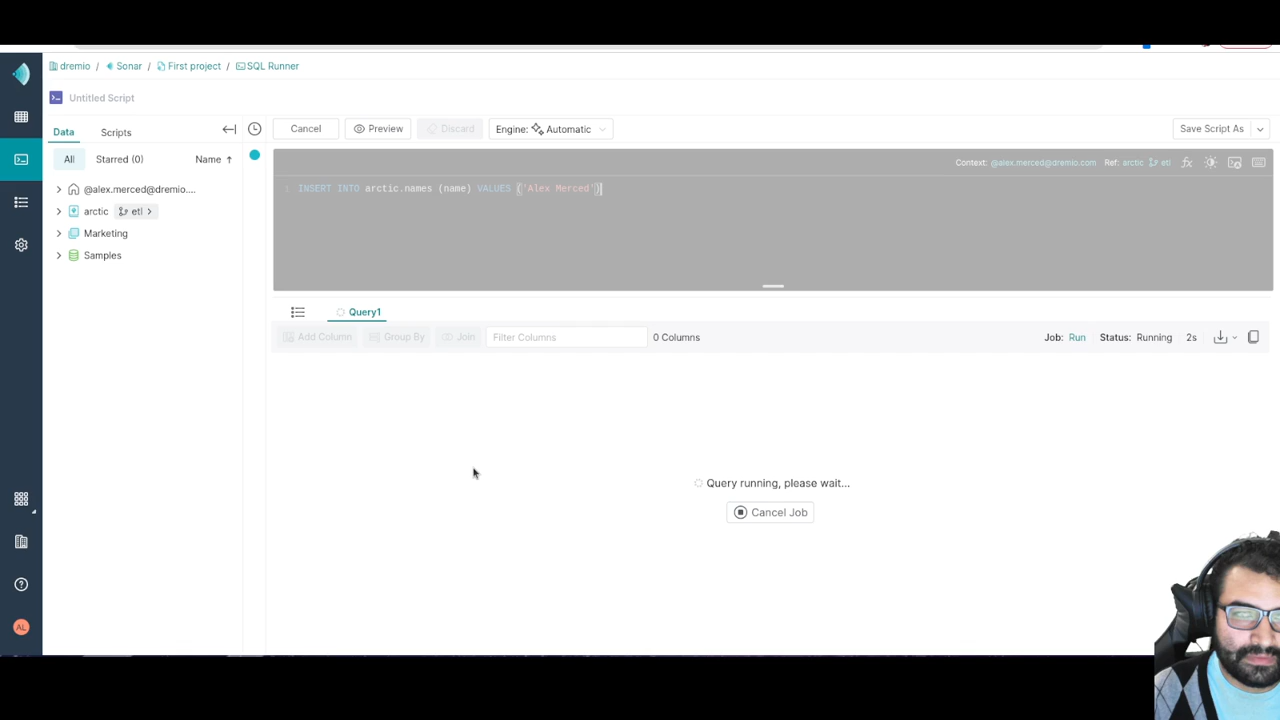 dremio / Sonar / First project / SQL Runner
Untitled Script
Data Scripts
Cancel Preview Discard Engine: Automatic Save Script As
All Starred (0) Name ↑
Context: @alex.merced@dremio.com Ref: arctic etl fx
1 INSERT INTO arctic.names (name) VALUES ('Alex Merced')
@alex.merced@dremio....
arctic etl
Marketing
Samples
Query1
Add Column Group By Join Filter Columns 0 Columns Job: Run Status: Running 2s
Query running, please wait...
Cancel Job
AL